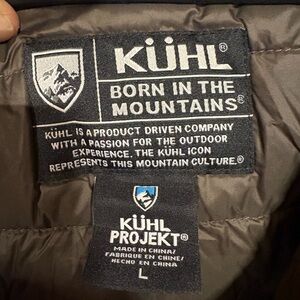 KÜHL®
BORN IN THE
MOUNTAINS®
KÜHL IS A PRODUCT DRIVEN COMPANY
WITH A PASSION FOR THE OUTDOOR
EXPERIENCE. THE KÜHL ICON
REPRESENTS THIS MOUNTAIN CULTURE.®
KÜHL
PROJEKT®
MADE IN CHINA/
FABRIQUE EN CHINE/
HECHO EN CHINA
L